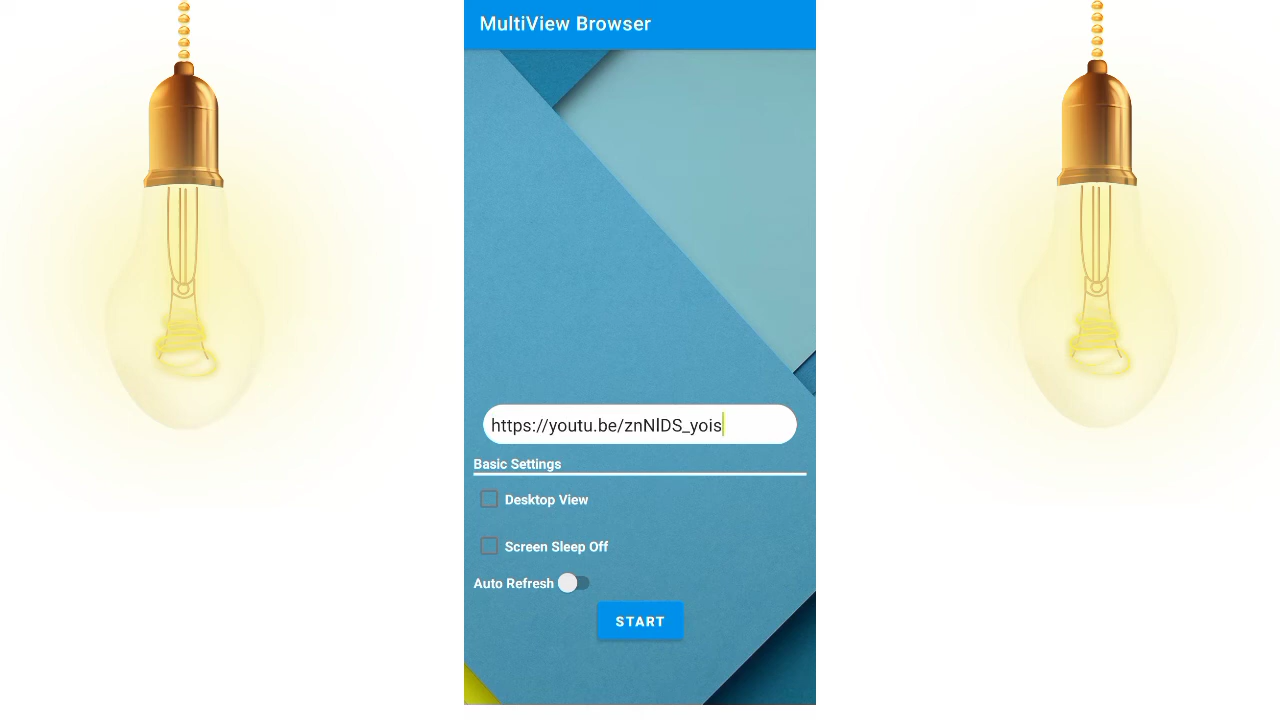 MultiView Browser
https://youtu.be/znNlDS_yois
Basic Settings
Desktop View
Screen Sleep Off
Auto Refresh
START